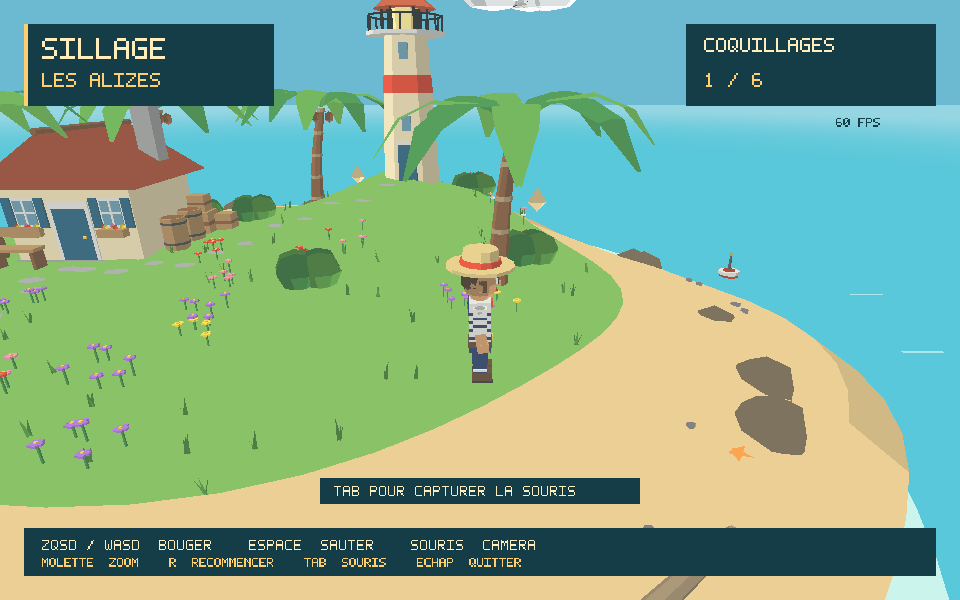 SILLAGE
LES ALIZES
COQUILLAGES
1 / 6
60 FPS
TAB POUR CAPTURER LA SOURIS
ZQSD / WASD BOUGER ESPACE SAUTER SOURIS CAMERA
MOLETTE ZOOM R RECOMMENCER TAB SOURIS ECHAP QUITTER